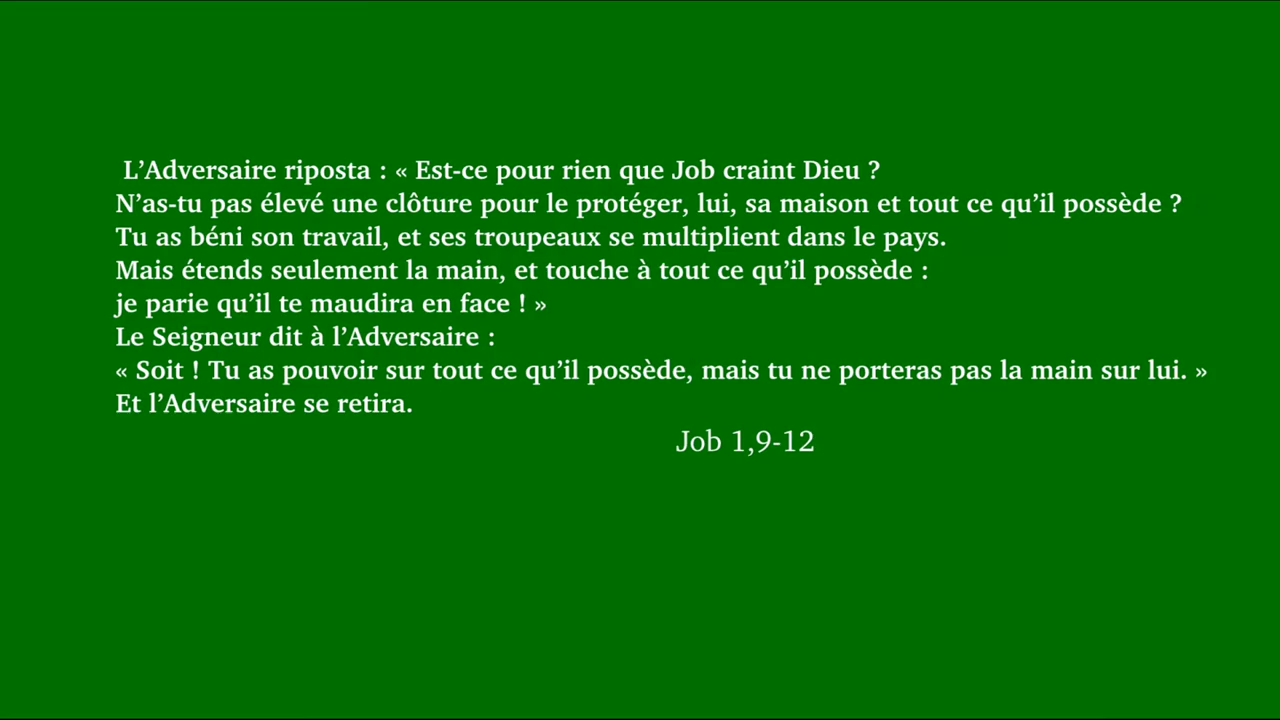 L’Adversaire riposta : « Est-ce pour rien que Job craint Dieu ?
N’as-tu pas élevé une clôture pour le protéger, lui, sa maison et tout ce qu’il possède ?
Tu as béni son travail, et ses troupeaux se multiplient dans le pays.
Mais étends seulement la main, et touche à tout ce qu’il possède :
je parie qu’il te maudira en face ! »
Le Seigneur dit à l’Adversaire :
« Soit ! Tu as pouvoir sur tout ce qu’il possède, mais tu ne porteras pas la main sur lui. »
Et l’Adversaire se retira.
Job 1,9-12